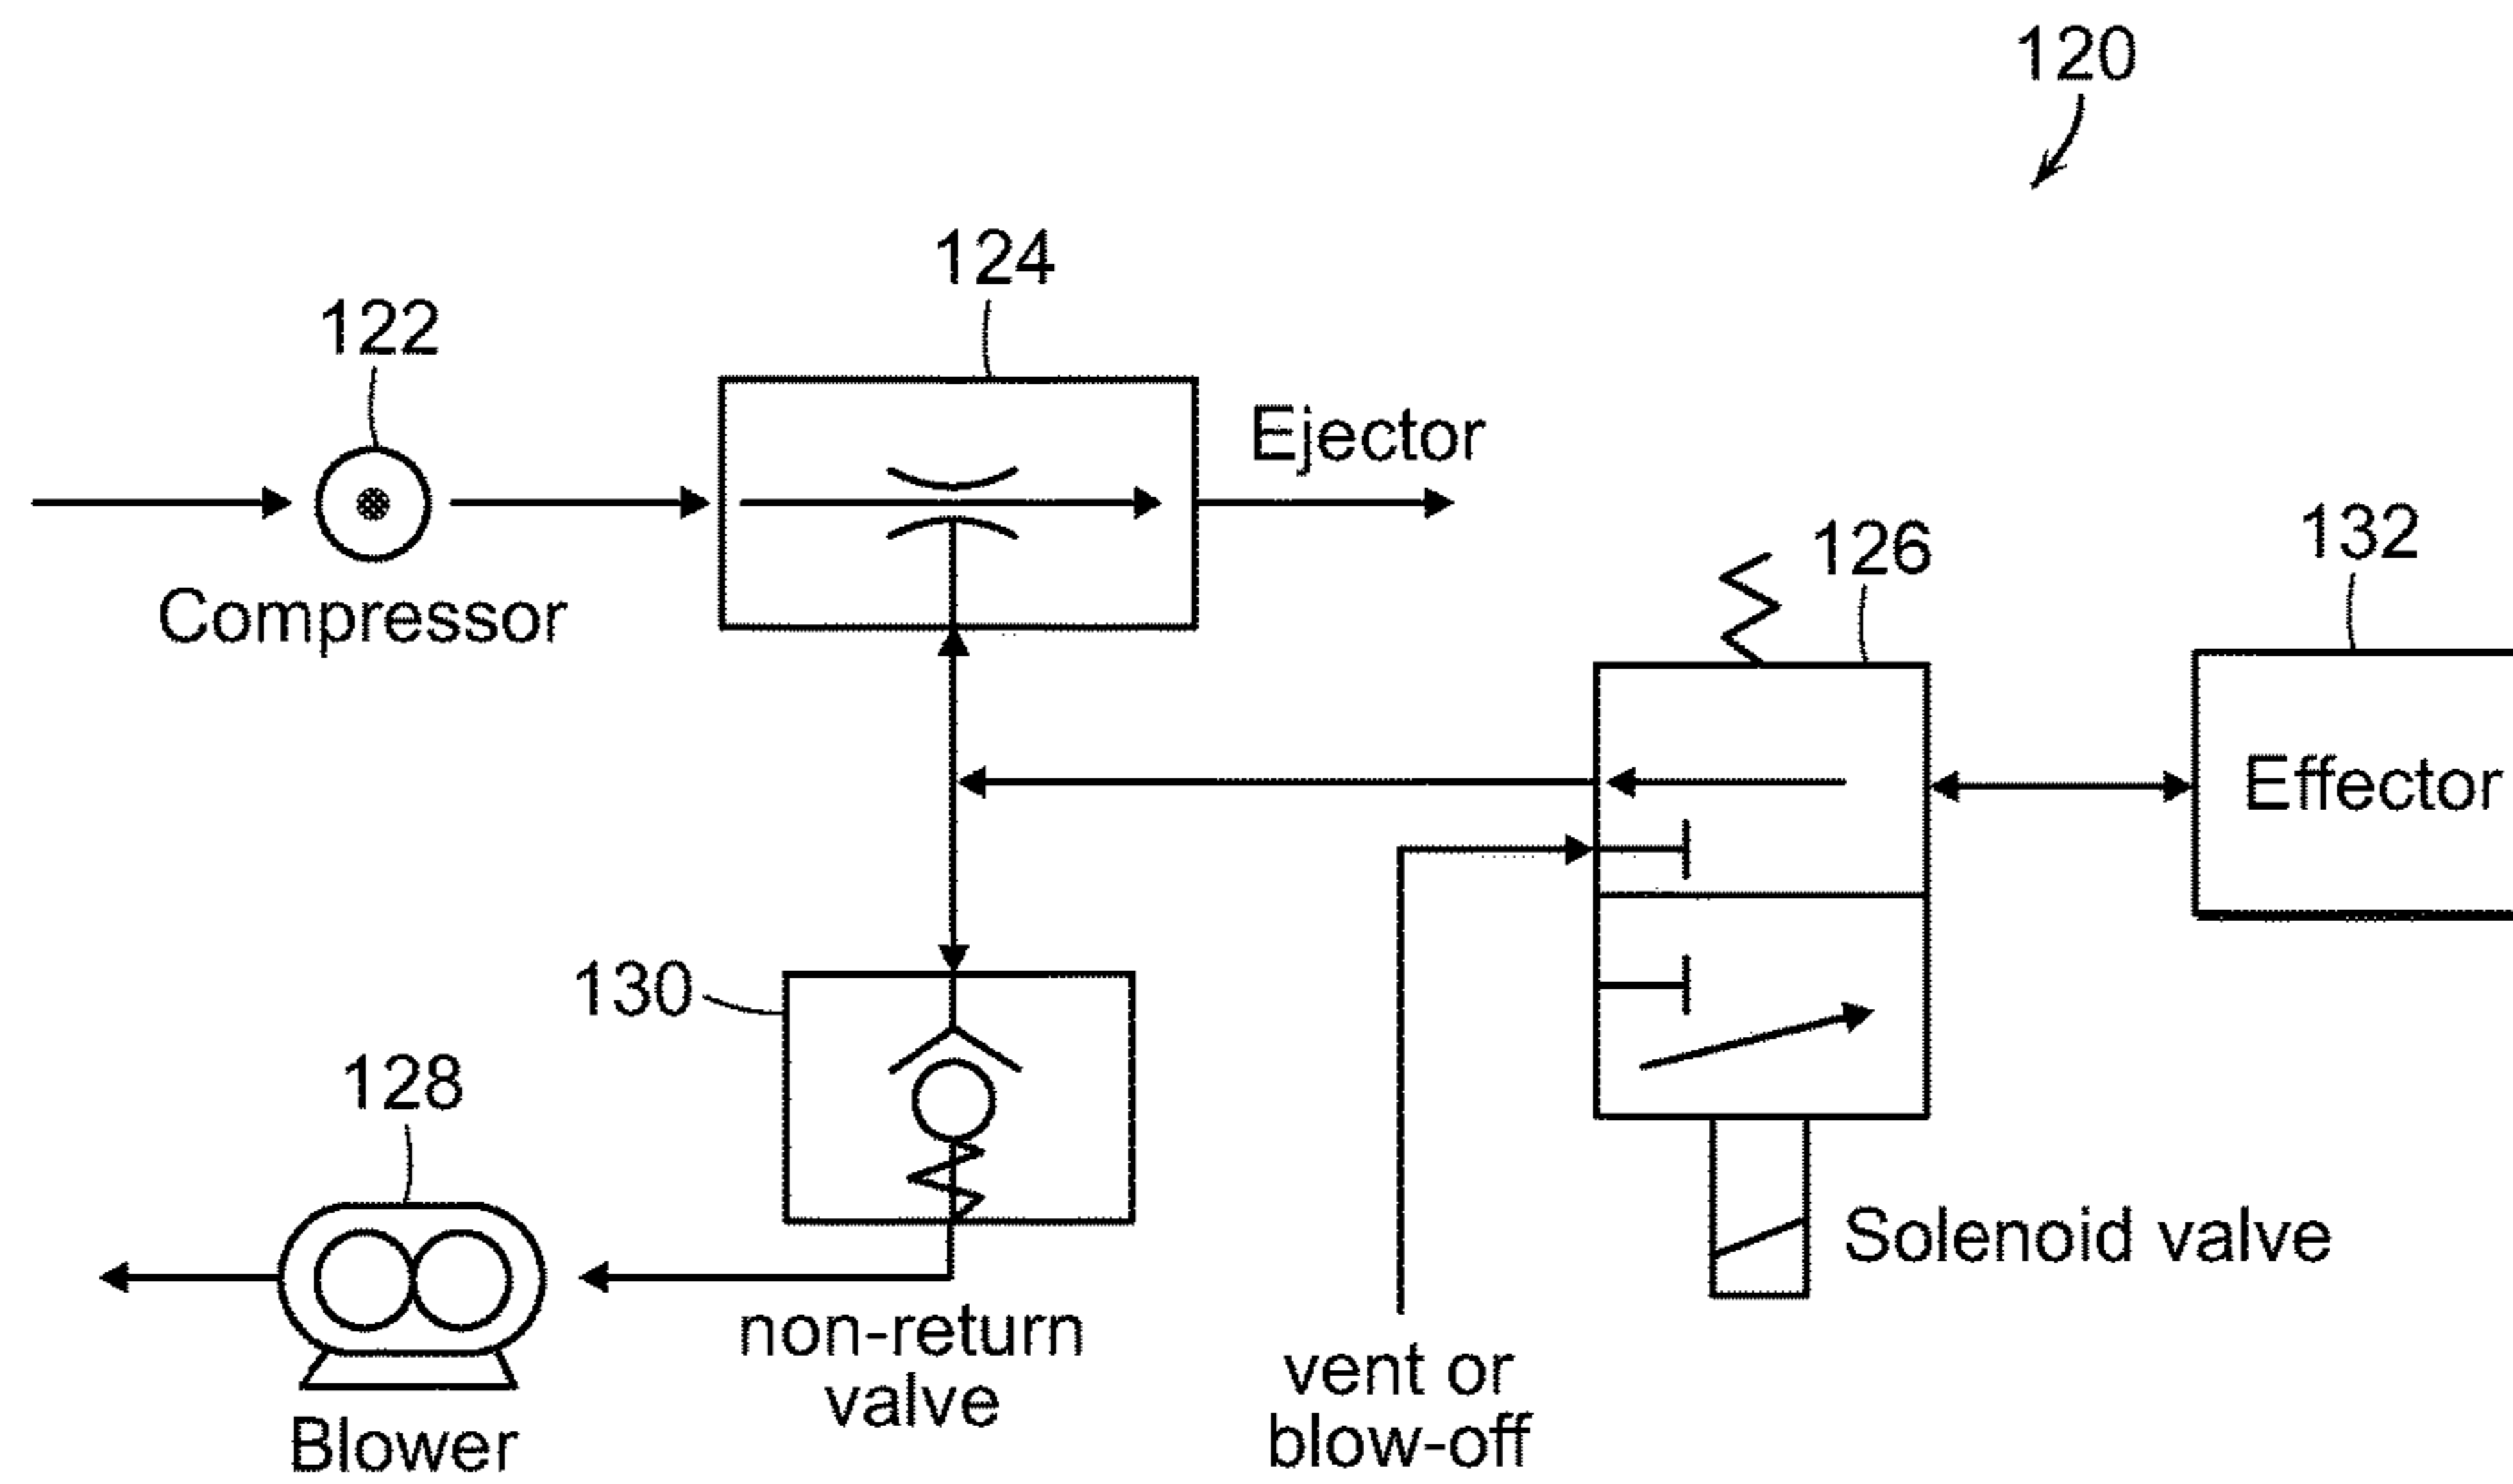 120
124
122
Ejector
132
126
Compressor
Effector
130
128
Solenoid valve
non-return
valve
vent or
blow-off
Blower